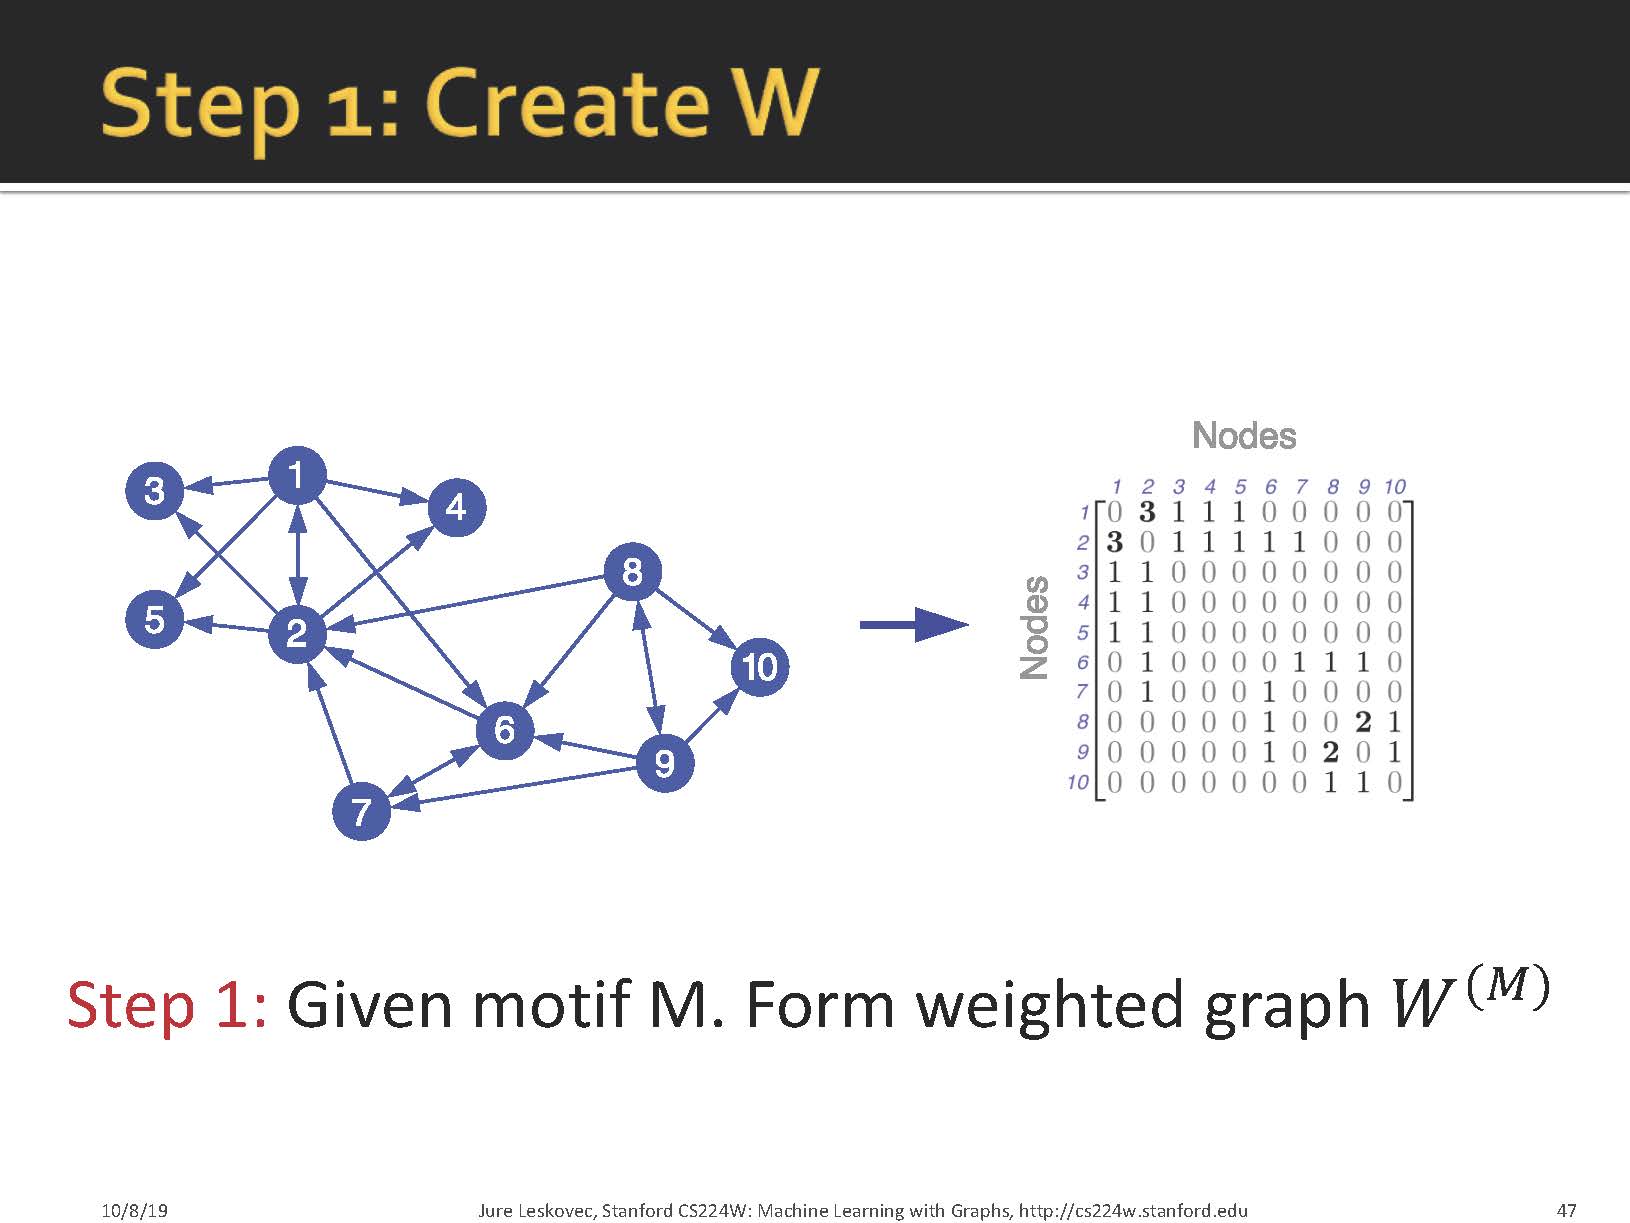 Step 1: Create W
3
1
4
5
2
8
10
6
9
7
Nodes
Nodes
1 2 3 4 5 6 7 8 9 10
1 0 3 1 1 1 0 0 0 0 0
2 3 0 1 1 1 1 1 0 0 0
3 1 1 0 0 0 0 0 0 0 0
4 1 1 0 0 0 0 0 0 0 0
5 1 1 0 0 0 0 0 0 0 0
6 0 1 0 0 0 0 1 1 1 0
7 0 1 0 0 0 1 0 0 0 0
8 0 0 0 0 0 1 0 0 2 1
9 0 0 0 0 0 1 0 2 0 1
10 0 0 0 0 0 0 0 1 1 0
Step 1: Given motif M. Form weighted graph W^(M)
10/8/19 Jure Leskovec, Stanford CS224W: Machine Learning with Graphs, http://cs224w.stanford.edu 47